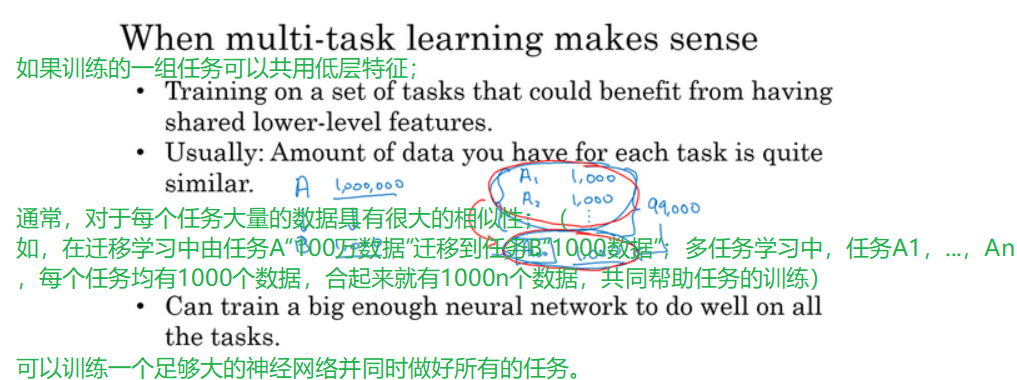 When multi-task learning makes sense
如果训练的一组任务可以共用低层特征；
• Training on a set of tasks that could benefit from having
shared lower-level features.
• Usually: Amount of data you have for each task is quite
similar.
A 1,000,000
A₁ 1,000
A₂ 1,000
⋮
99,000
通常，对于每个任务大量的数据具有很大的相似性；（
B
1,000
如，在迁移学习中由任务A“100万数据”迁移到任务B“1000数据”；多任务学习中，任务A1，...，An
，每个任务均有1000个数据，合起来就有1000n个数据，共同帮助任务的训练）
• Can train a big enough neural network to do well on all
the tasks.
可以训练一个足够大的神经网络并同时做好所有的任务。